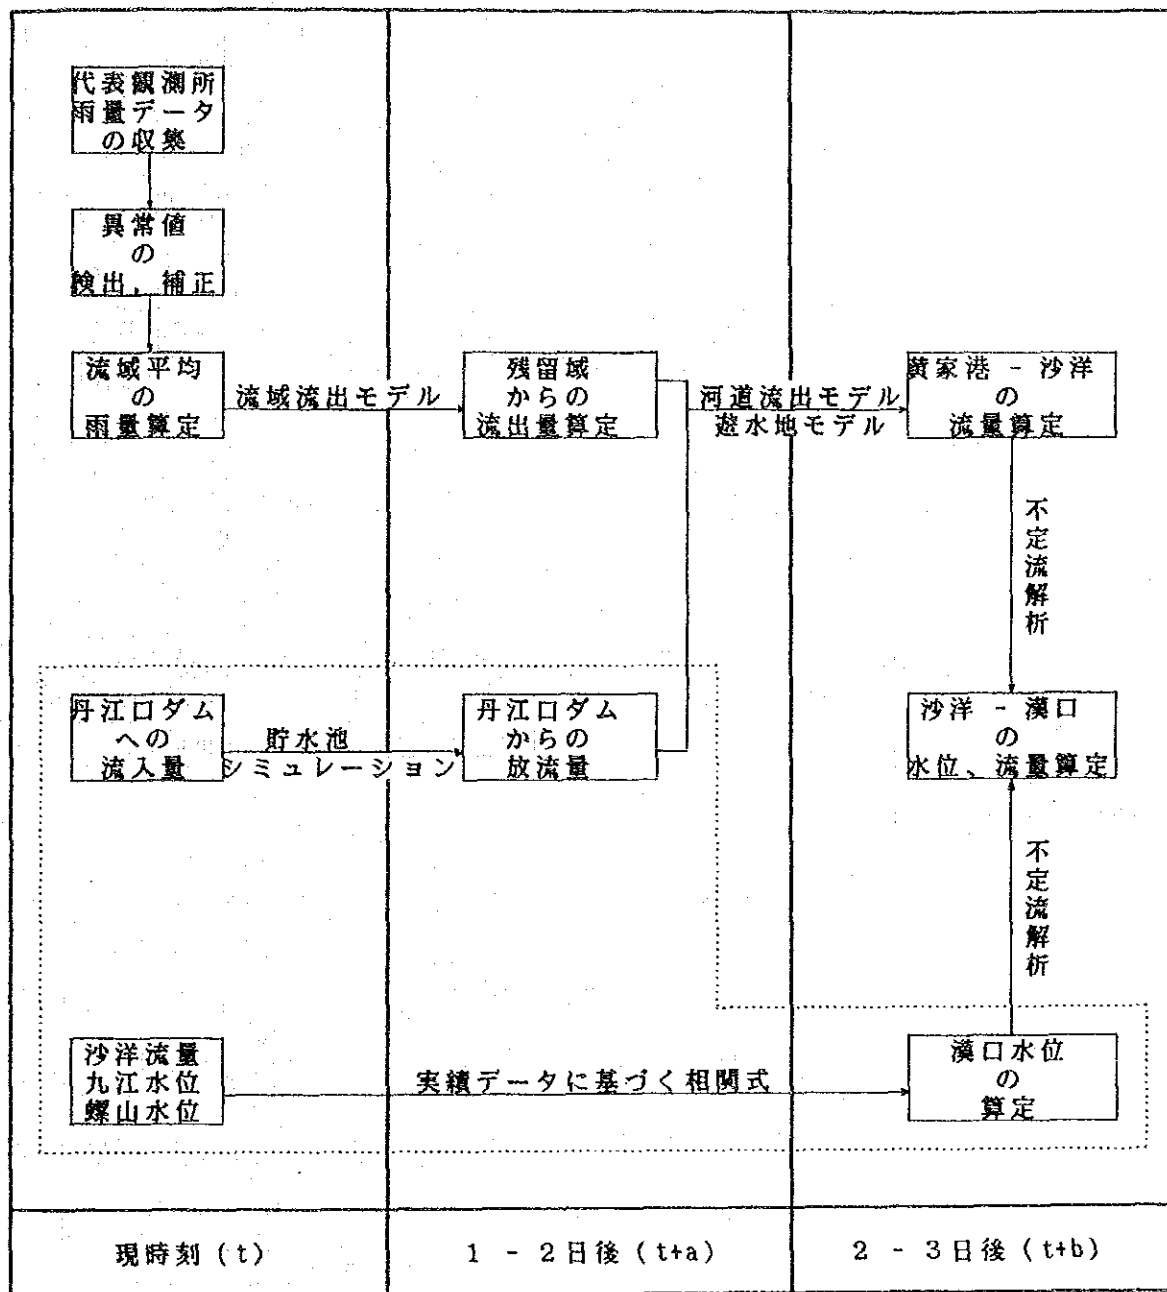 代表観測所
雨量データ
の収集
異常値
の
検出、補正
流域平均
の
雨量算定
流域流出モデル
残留域
からの
流出量算定
河道流出モデル
遊水地モデル
黄家港 - 沙洋
の
流量算定
不定流解析
丹江口ダム
への
流入量
貯水池
シミュレーション
丹江口ダム
からの
放流量
沙洋 - 漢口
の
水位、流量算定
不定流解析
沙洋流量
九江水位
螺山水位
実績データに基づく相関式
漢口水位
の
算定
現時刻 (t)
1 - 2日後 (t+a)
2 - 3日後 (t+b)